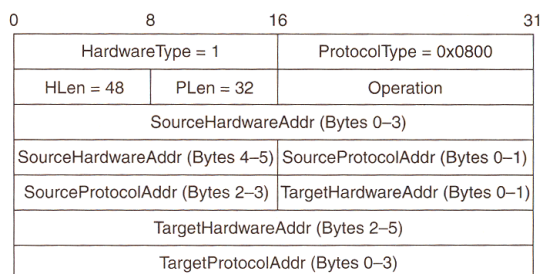 0 8 16 31
HardwareType = 1 ProtocolType = 0x0800
HLen = 48 PLen = 32 Operation
SourceHardwareAddr (Bytes 0–3)
SourceHardwareAddr (Bytes 4–5) SourceProtocolAddr (Bytes 0–1)
SourceProtocolAddr (Bytes 2–3) TargetHardwareAddr (Bytes 0–1)
TargetHardwareAddr (Bytes 2–5)
TargetProtocolAddr (Bytes 0–3)